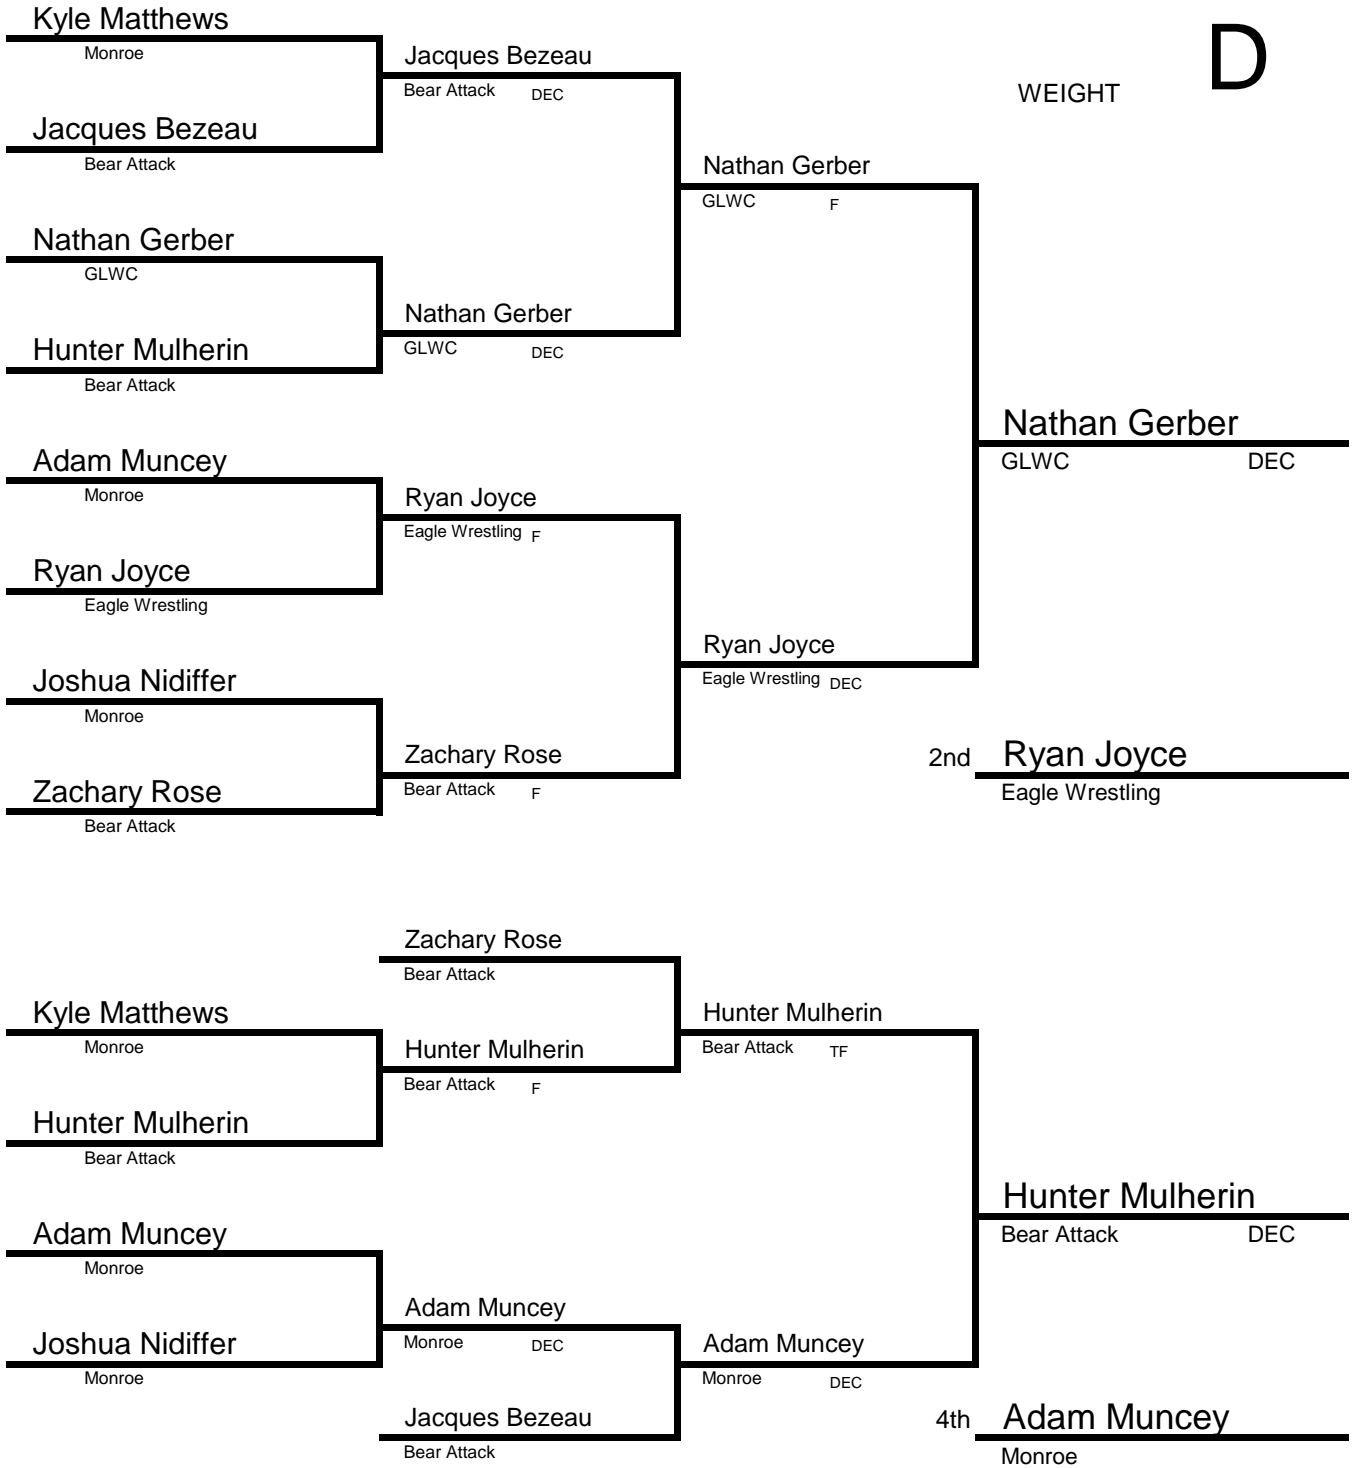 Kyle Matthews
Monroe
Jacques Bezeau
Bear Attack DEC
D
WEIGHT
Jacques Bezeau
Bear Attack
Nathan Gerber
GLWC F
Nathan Gerber
GLWC
Nathan Gerber
GLWC DEC
Hunter Mulherin
Bear Attack
Nathan Gerber
GLWC DEC
Adam Muncey
Monroe
Ryan Joyce
Eagle Wrestling F
Ryan Joyce
Eagle Wrestling
Ryan Joyce
Eagle Wrestling DEC
Joshua Nidiffer
Monroe
Zachary Rose
Bear Attack F
2nd Ryan Joyce
Eagle Wrestling
Zachary Rose
Bear Attack
Zachary Rose
Bear Attack
Kyle Matthews
Monroe
Hunter Mulherin
Bear Attack TF
Hunter Mulherin
Bear Attack F
Hunter Mulherin
Bear Attack
Hunter Mulherin
Bear Attack DEC
Adam Muncey
Monroe
Adam Muncey
Monroe DEC
Joshua Nidiffer
Monroe
Adam Muncey
Monroe DEC
Jacques Bezeau
Bear Attack
4th Adam Muncey
Monroe